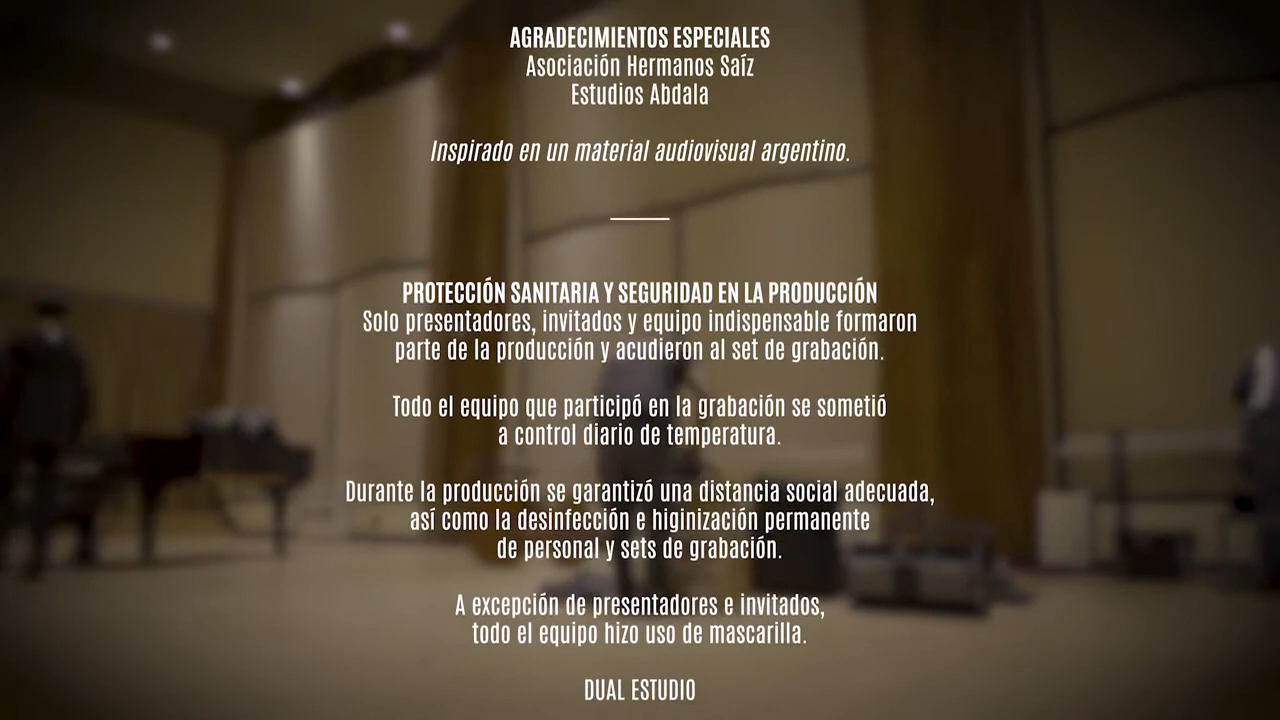 AGRADECIMIENTOS ESPECIALES
Asociación Hermanos Saíz
Estudios Abdala
Inspirado en un material audiovisual argentino.
PROTECCIÓN SANITARIA Y SEGURIDAD EN LA PRODUCCIÓN
Solo presentadores, invitados y equipo indispensable formaron
parte de la producción y acudieron al set de grabación.
Todo el equipo que participó en la grabación se sometió
a control diario de temperatura.
Durante la producción se garantizó una distancia social adecuada,
así como la desinfección e higinización permanente
de personal y sets de grabación.
A excepción de presentadores e invitados,
todo el equipo hizo uso de mascarilla.
DUAL ESTUDIO